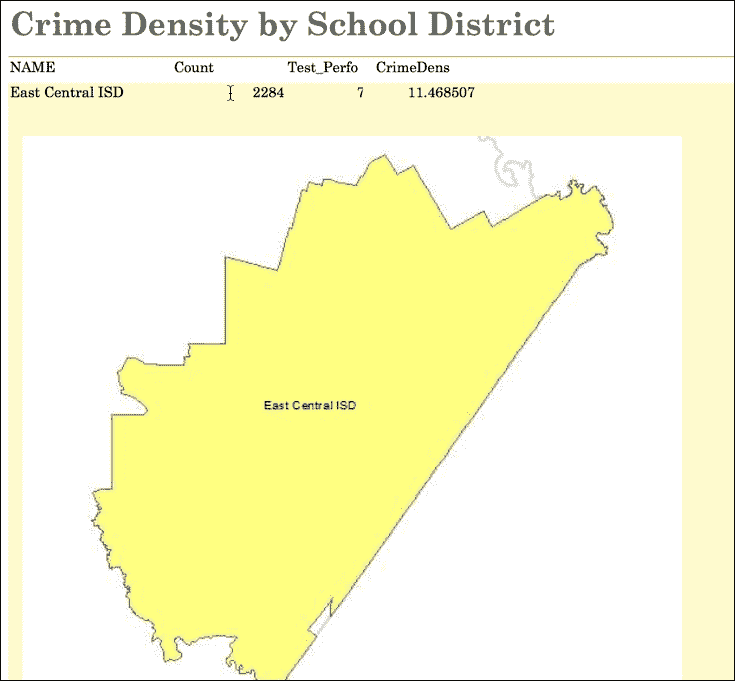 Crime Density by School District
NAME Count Test_Perfo CrimeDens
East Central ISD 2284 7 11.468507
East Central ISD